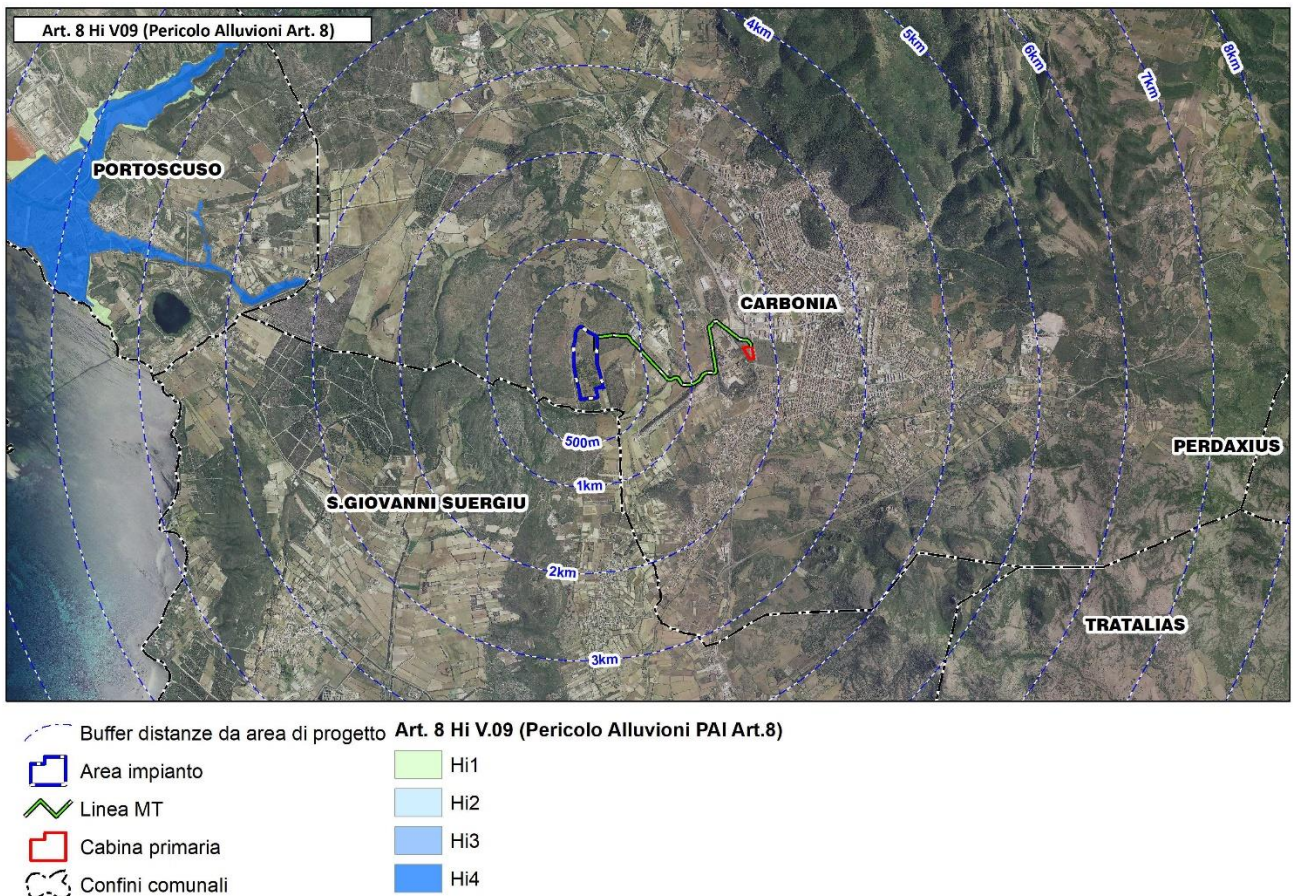 Art. 8 Hi V09 (Pericolo Alluvioni Art. 8)
4km
5km
6km
7km
8km
PORTOSCUSO
CARBONIA
500m
1km
S.GIOVANNI SUERGIU
PERDAXIUS
2km
TRATALIAS
3km
Buffer distanze da area di progetto
Area impianto
Linea MT
Cabina primaria
Confini comunali
Art. 8 Hi V.09 (Pericolo Alluvioni PAI Art.8)
Hi1
Hi2
Hi3
Hi4